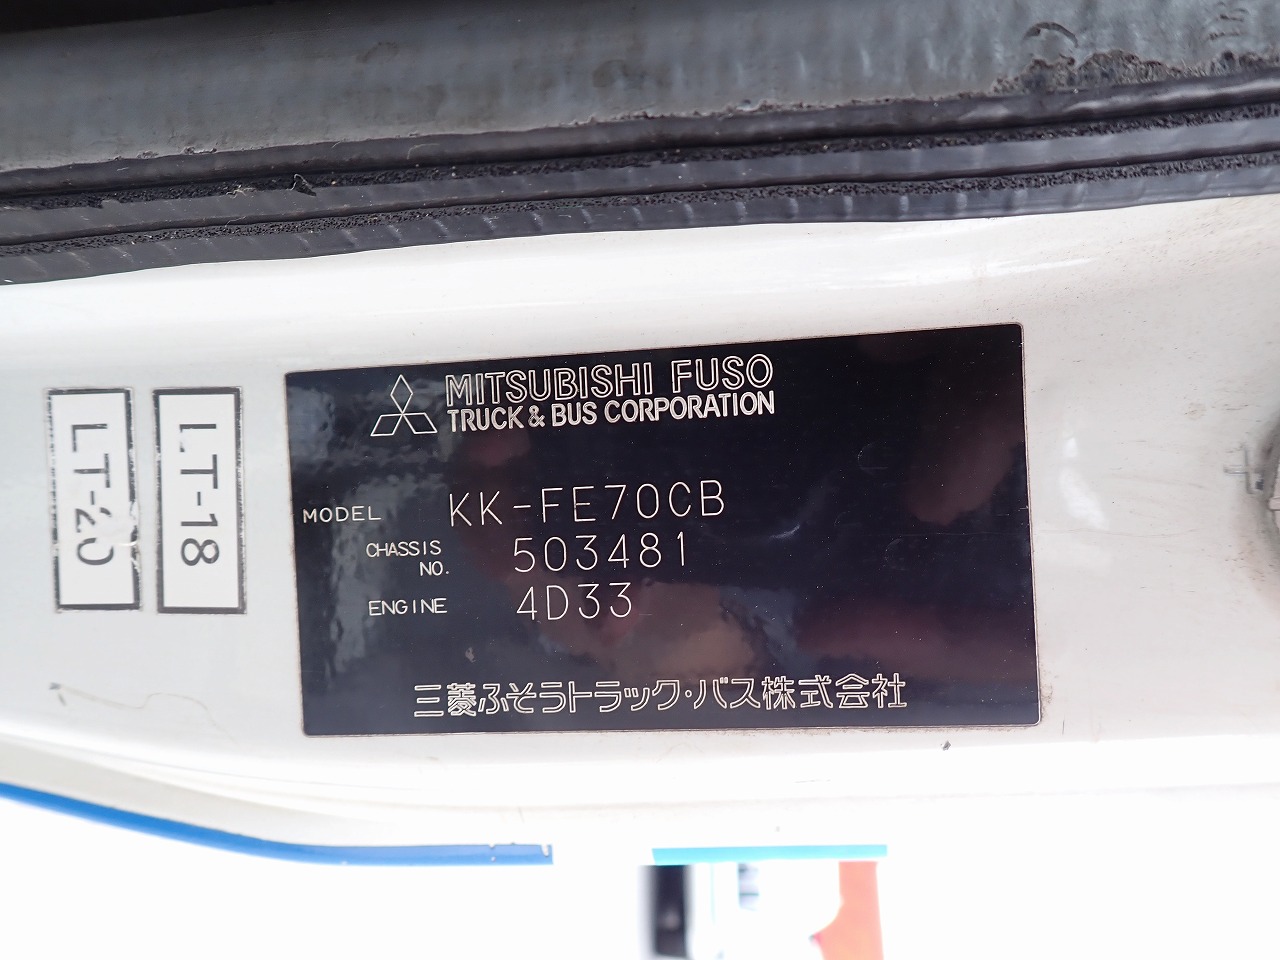 MITSUBISHI FUSO
TRUCK & BUS CORPORATION
MODEL KK-FE70CB
CHASSIS NO. 503481
ENGINE 4D33
三菱ふそうトラック・バス株式会社
LT-20
LT-18